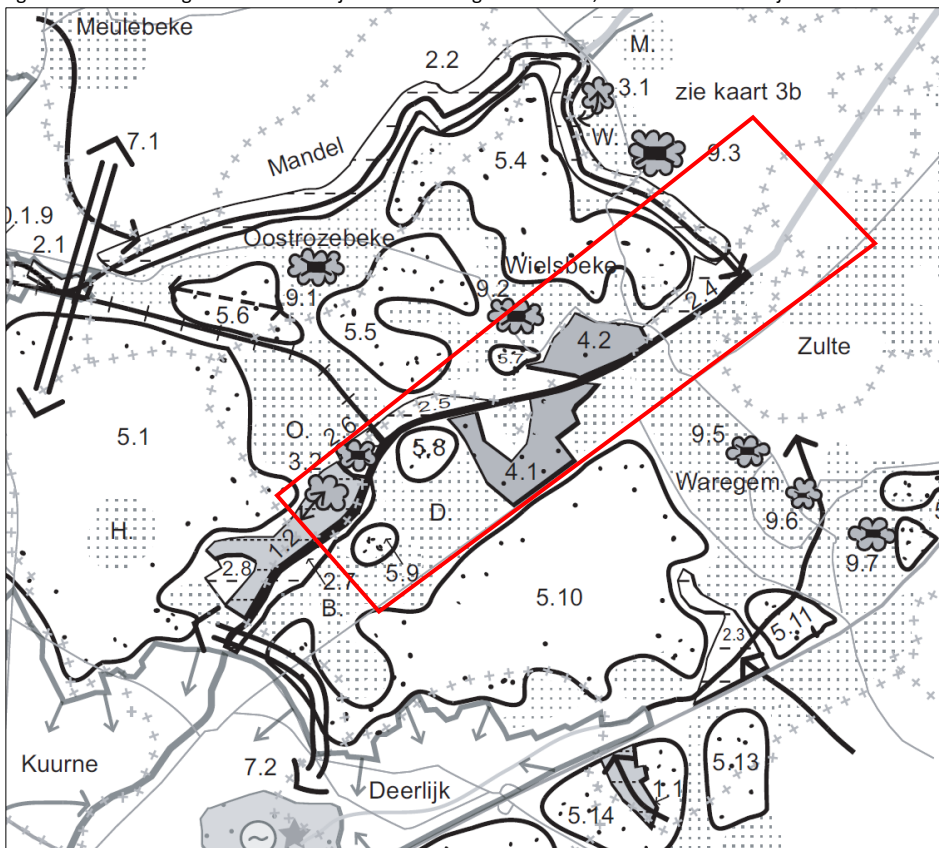 Meulebeke
M.
2.2
3.1
zie kaart 3b
7.1
W.
9.3
Mandel
5.4
0.1.9
2.1
Oostrozebeke
Wielsbeke
9.1
9.2
2.4
5.6
5.5
4.2
Zulte
5.7
2.5
5.1
O.
2.6
5.8
9.5
3.2
4.1
Waregem
D
9.6
H.
1.2
9.7
2.8
2.7
5.9
B.
5.10
5.11
2.3
Kuurne
7.2
Deerlijk
5.13
1.1
5.14